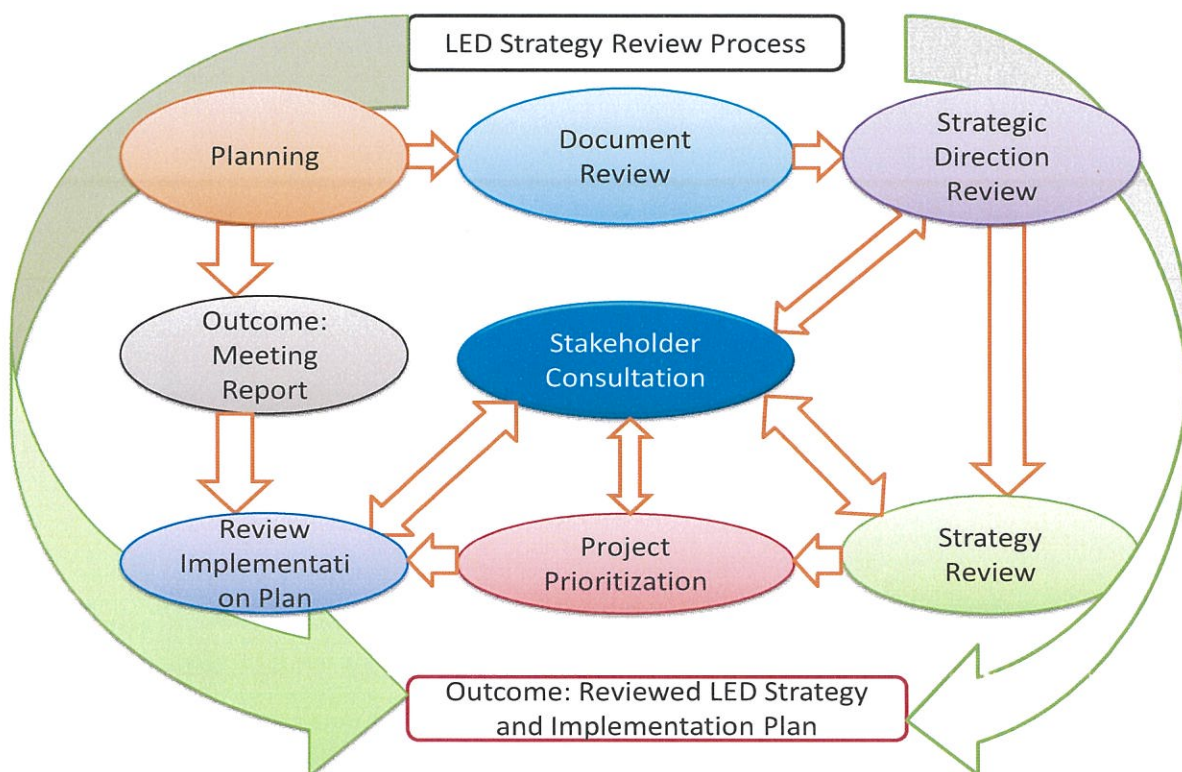 LED Strategy Review Process
Planning
Document
Review
Strategic
Direction
Review
Outcome:
Meeting
Report
Stakeholder
Consultation
Review
Implementati
on Plan
Project
Prioritization
Strategy
Review
Outcome: Reviewed LED Strategy
and Implementation Plan